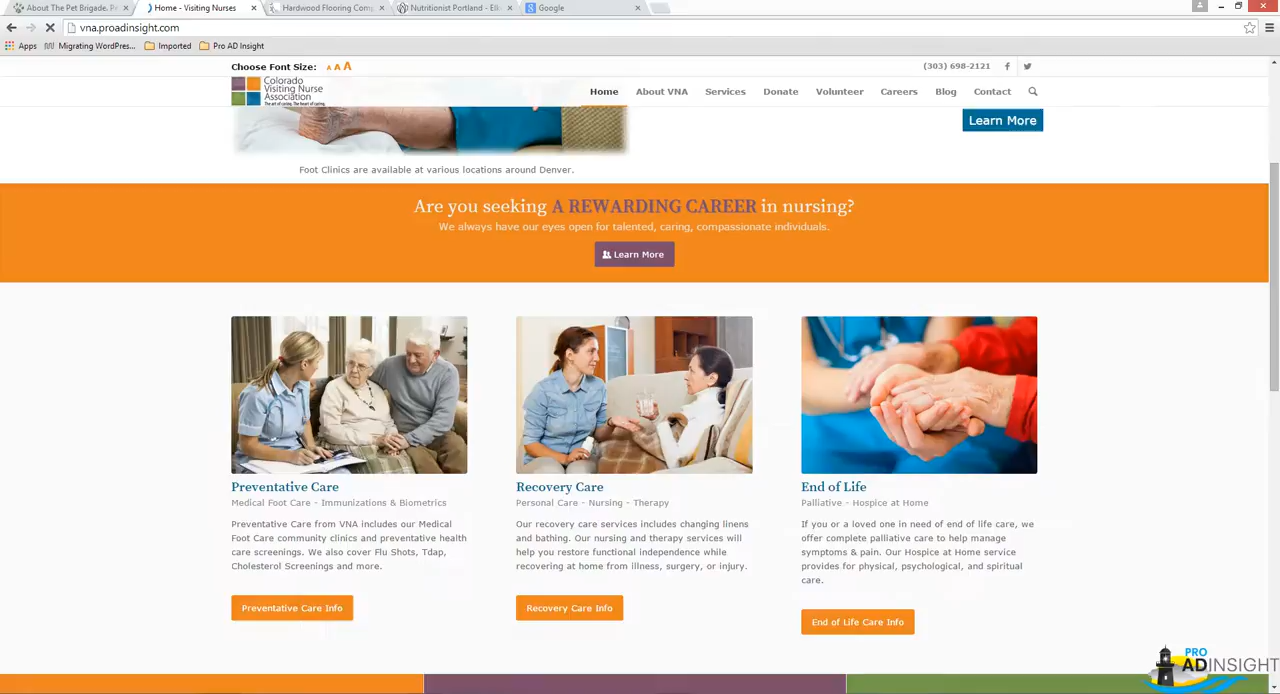 About The Pet Brigade. P
Home - Visiting Nurses
Hardwood Flooring Comp
Nutritionist Portland - Elk
Google
vna.proadinsight.com
Apps
Migrating WordPres...
Imported
Pro AD Insight
Choose Font Size: A A A
(303) 698-2121
Colorado
Visiting Nurse
Association
The art of caring. The heart of caring.
Home
About VNA
Services
Donate
Volunteer
Careers
Blog
Contact
Learn More
Foot Clinics are available at various locations around Denver.
Are you seeking A REWARDING CAREER in nursing?
We always have our eyes open for talented, caring, compassionate individuals.
Learn More
Preventative Care
Medical Foot Care - Immunizations & Biometrics
Preventative Care from VNA includes our Medical
Foot Care community clinics and preventative health
care screenings. We also cover Flu Shots, Tdap,
Cholesterol Screenings and more.
Preventative Care Info
Recovery Care
Personal Care - Nursing - Therapy
Our recovery care services includes changing linens
and bathing. Our nursing and therapy services will
help you restore functional independence while
recovering at home from illness, surgery, or injury.
Recovery Care Info
End of Life
Palliative - Hospice at Home
If you or a loved one in need of end of life care, we
offer complete palliative care to help manage
symptoms & pain. Our Hospice at Home service
provides for physical, psychological, and spiritual
care.
End of Life Care Info
PRO
ADINSIGHT